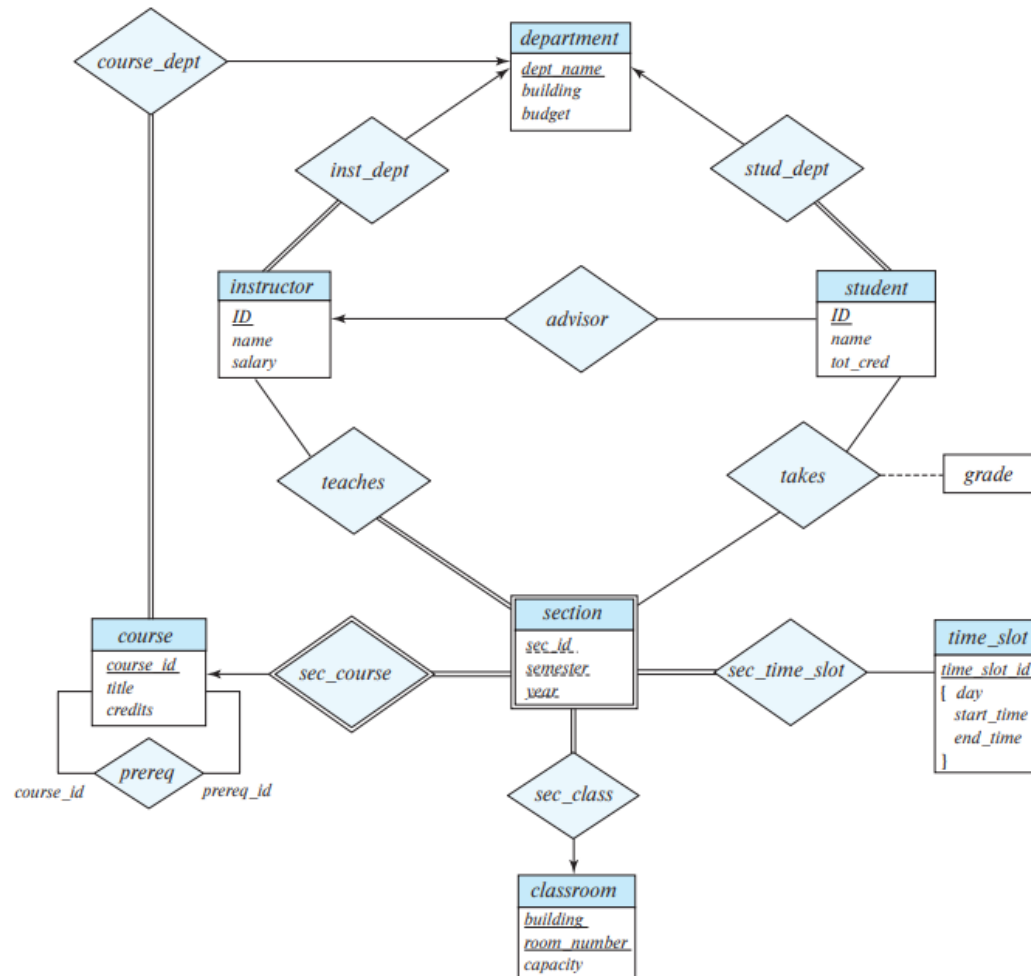 department
course_dept
dept_name
building
budget
inst_dept
stud_dept
instructor
ID
name
salary
advisor
student
ID
name
tot_cred
teaches
takes
grade
section
sec_id
semester
year
course
course_id
title
credits
sec_course
sec_time_slot
time_slot
time_slot_id
{ day
start_time
end_time
}
prereq
course_id
prereq_id
sec_class
classroom
building
room_number
capacity